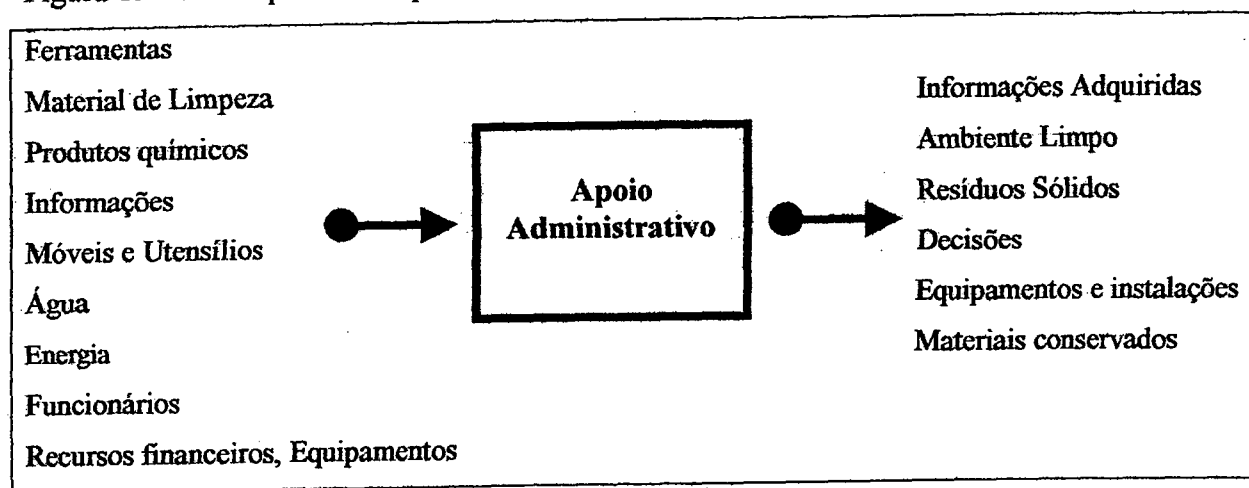 Ferramentas
Material de Limpeza
Produtos químicos
Informações
Móveis e Utensílios
Água
Energia
Funcionários
Recursos financeiros, Equipamentos
Apoio
Administrativo
Informações Adquiridas
Ambiente Limpo
Resíduos Sólidos
Decisões
Equipamentos e instalações
Materiais conservados